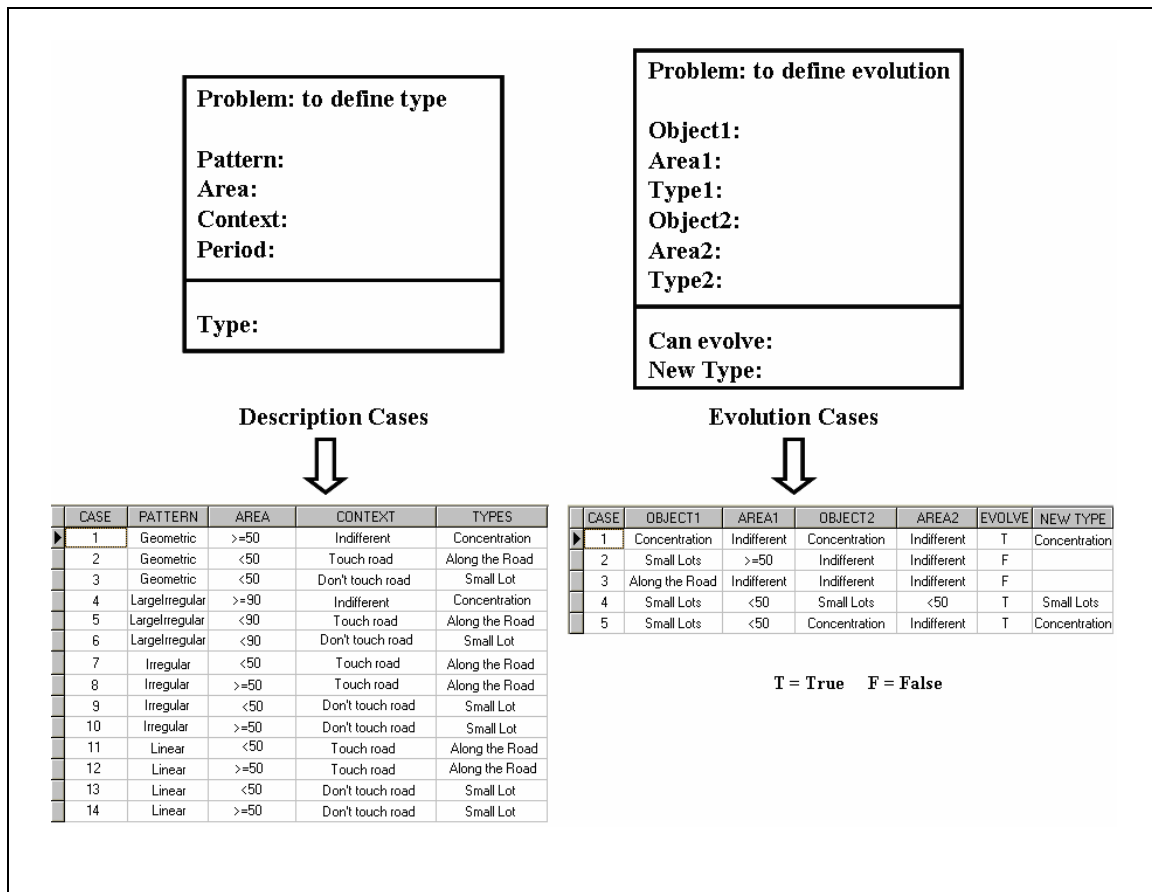 Problem: to define type
Pattern:
Area:
Context:
Period:
Type:
Problem: to define evolution
Object1:
Area1:
Type1:
Object2:
Area2:
Type2:
Can evolve:
New Type:
Description Cases
Evolution Cases
CASE PATTERN AREA CONTEXT TYPES
1 Geometric >=50 Indifferent Concentration
2 Geometric <50 Touch road Along the Road
3 Geometric <50 Don't touch road Small Lot
4 LargeIrregular >=90 Indifferent Concentration
5 LargeIrregular <90 Touch road Along the Road
6 LargeIrregular <90 Don't touch road Small Lot
7 Irregular <50 Touch road Along the Road
8 Irregular >=50 Touch road Along the Road
9 Irregular <50 Don't touch road Small Lot
10 Irregular >=50 Don't touch road Small Lot
11 Linear <50 Touch road Along the Road
12 Linear >=50 Touch road Along the Road
13 Linear <50 Don't touch road Small Lot
14 Linear >=50 Don't touch road Small Lot
CASE OBJECT1 AREA1 OBJECT2 AREA2 EVOLVE NEW TYPE
1 Concentration Indifferent Concentration Indifferent T Concentration
2 Small Lots >=50 Indifferent Indifferent F
3 Along the Road Indifferent Indifferent Indifferent F
4 Small Lots <50 Small Lots <50 T Small Lots
5 Small Lots <50 Concentration Indifferent T Concentration
T = True F = False